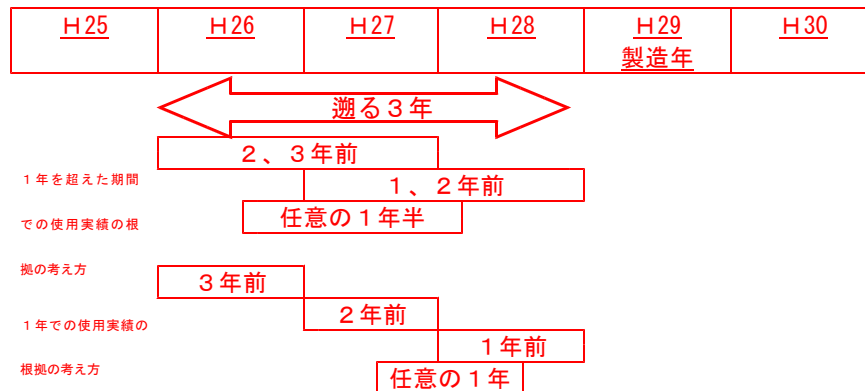 H25 H26 H27 H28 H29 H30
製造年
遡る3年
2、3年前
1年を超えた期間
1、2年前
での使用実績の根
任意の1年半
拠の考え方
3年前
1年での使用実績の
2年前
1年前
根拠の考え方
任意の1年